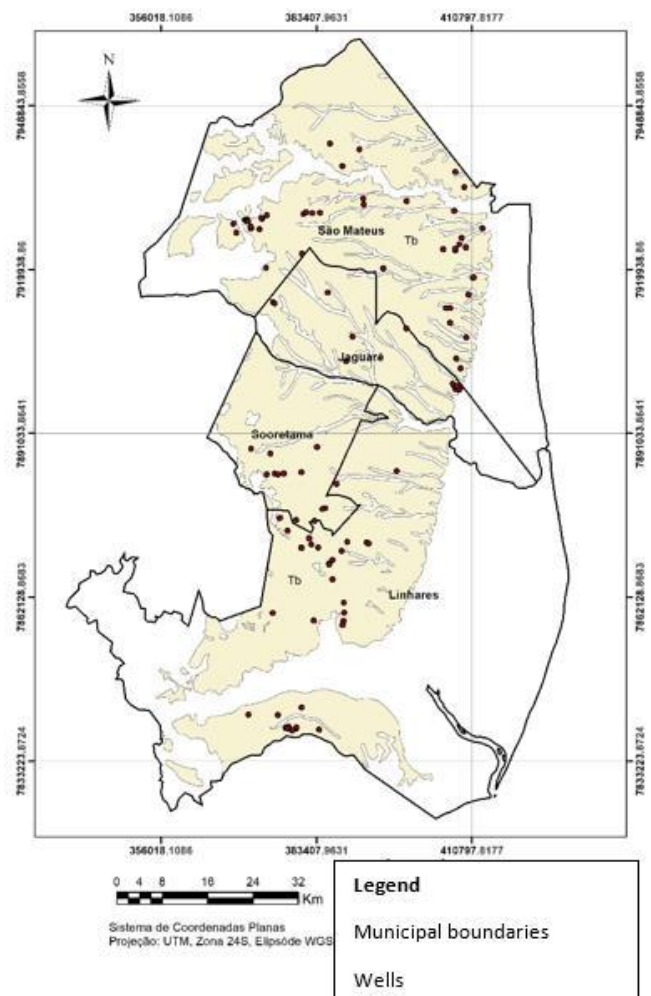 356018.1086 383407.9631 410797.8177
N
7948843.8558 7948843.8558
São Mateus
Tb
7919938.86 7919938.86
Jaguaré
Sooretama
7891033.8641 7891033.8641
Tb
Linhares
7862128.8683 7862128.8683
7833223.8724 7833223.8724
356018.1086 383407.9631 410797.8177
0 4 8 16 24 32
Km
Sistema de Coordenadas Planas
Projeção: UTM, Zona 24S, Elipsóde WGS
Legend
Municipal boundaries
Wells